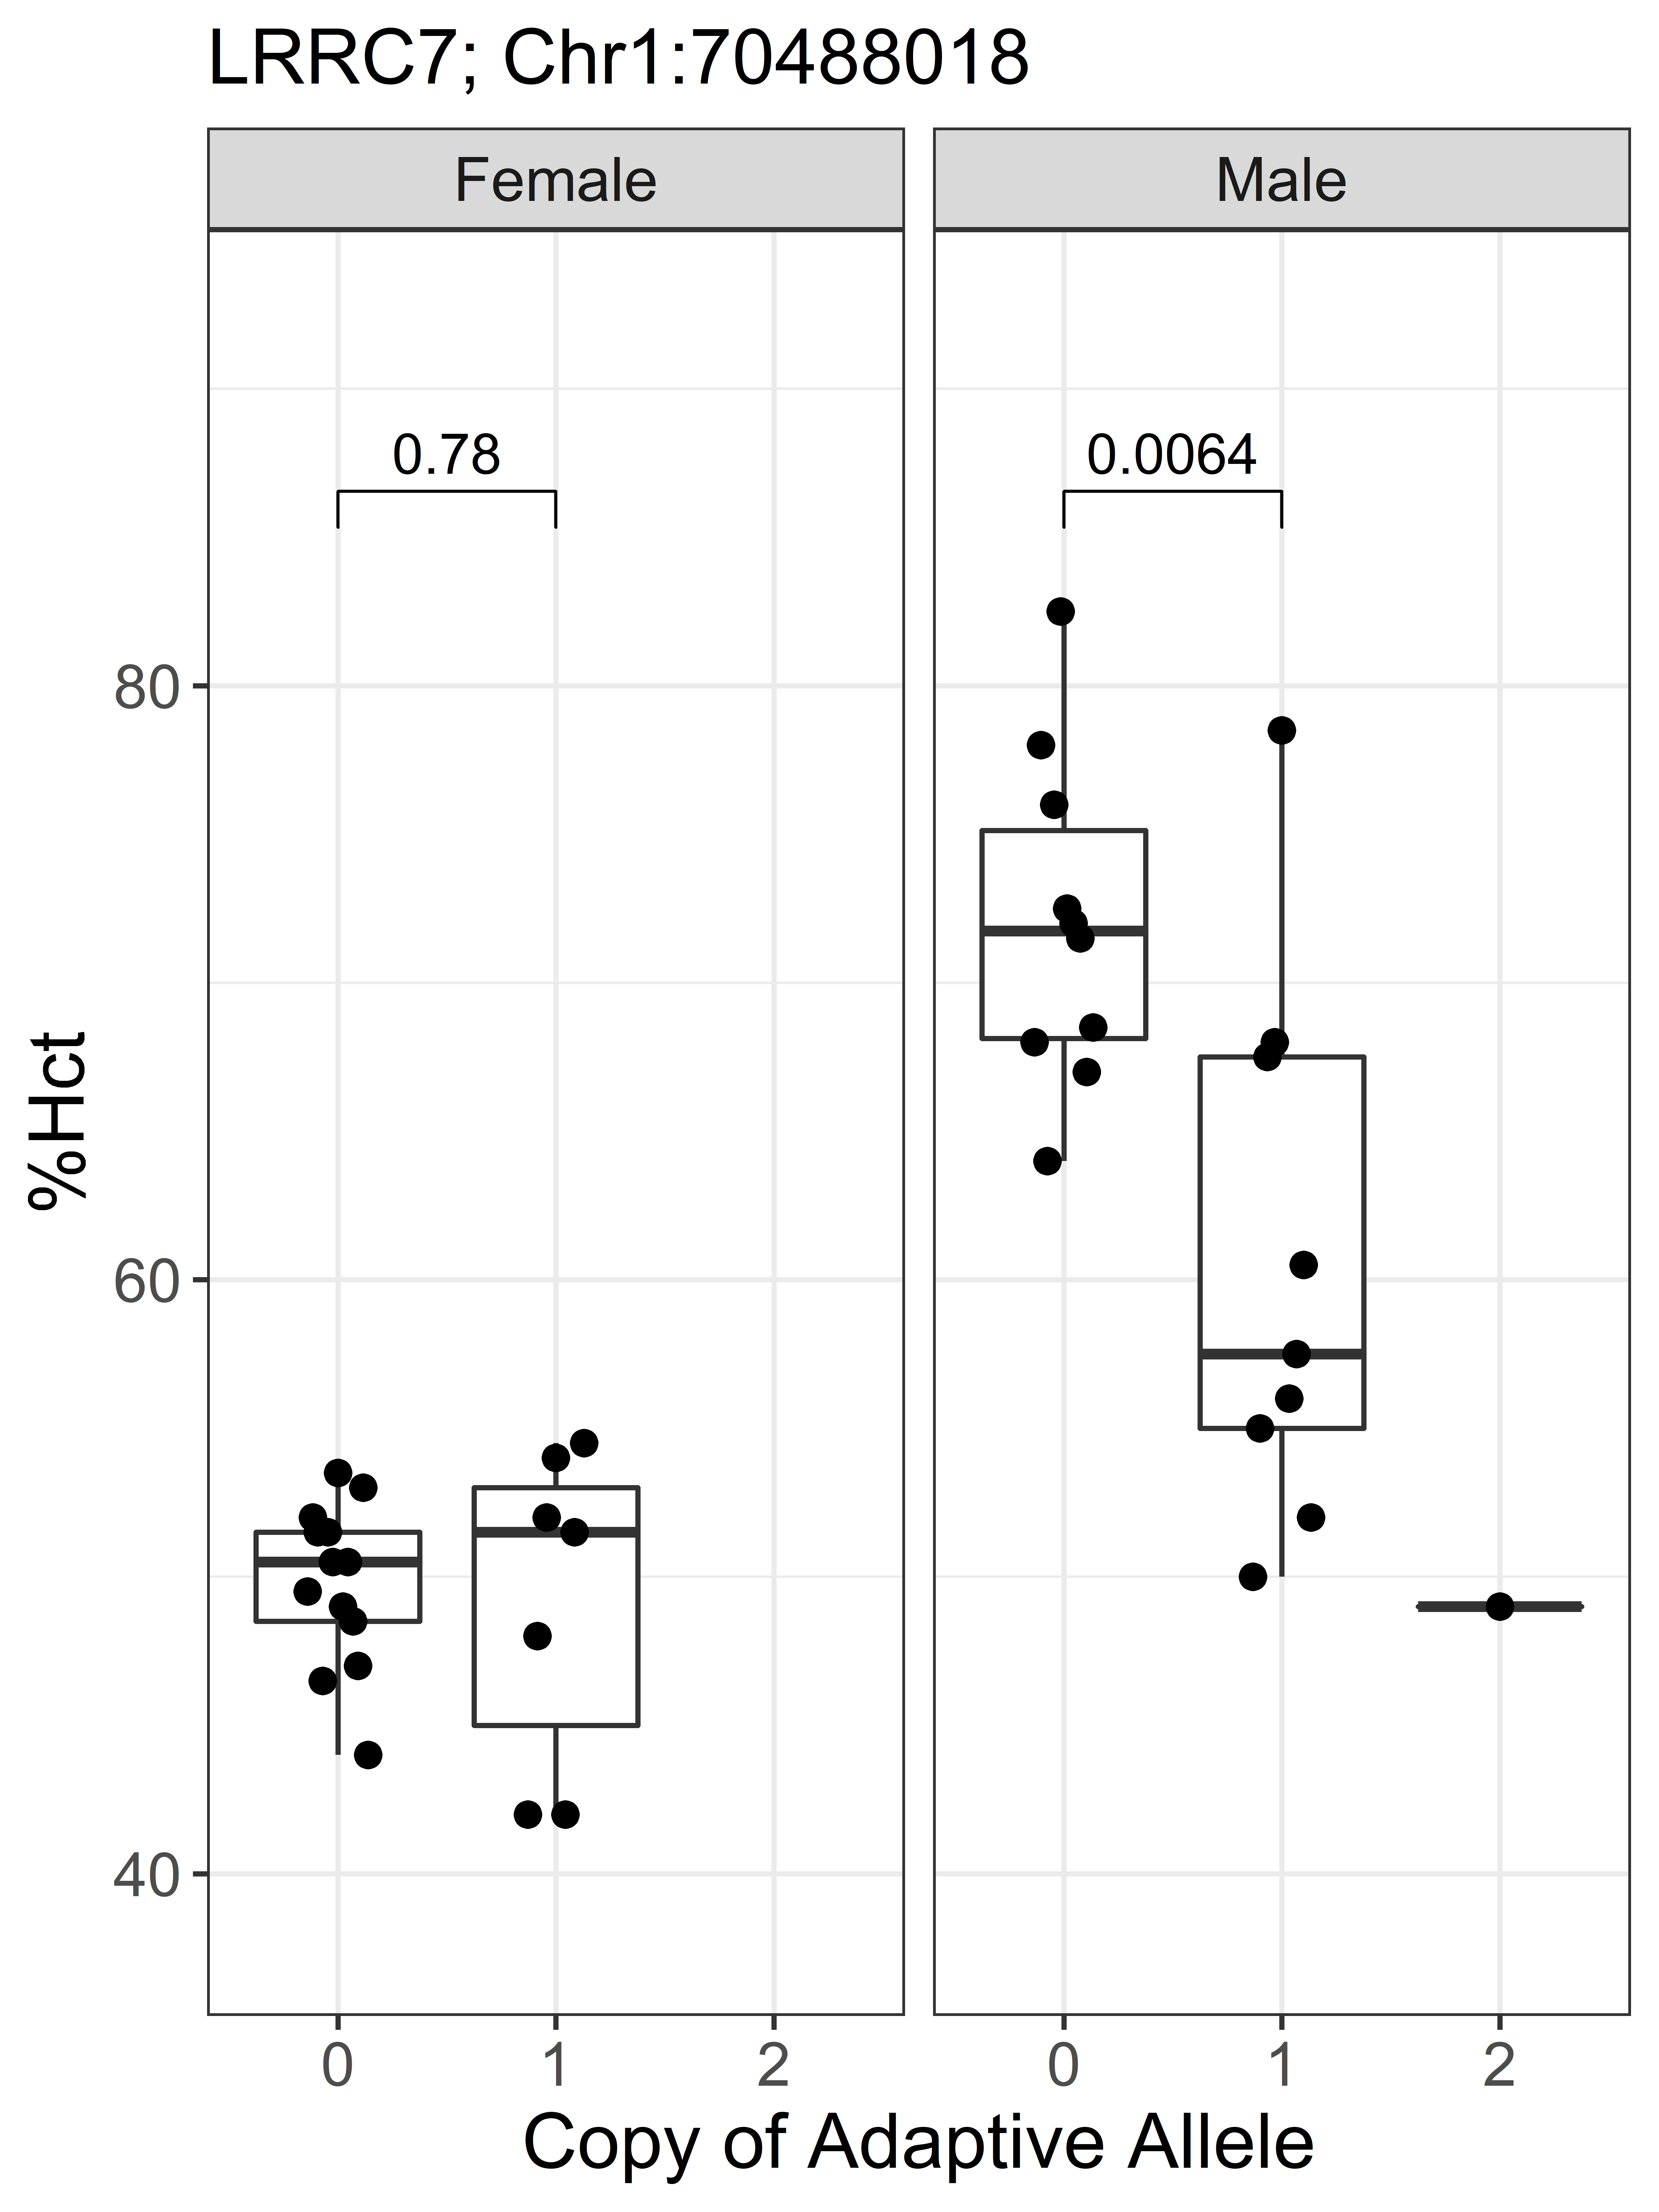 LRRC7; Chr1:70488018
Female
Male
0.78
0.0064
80
60
40
%Hct
0 1 2
0 1 2
Copy of Adaptive Allele